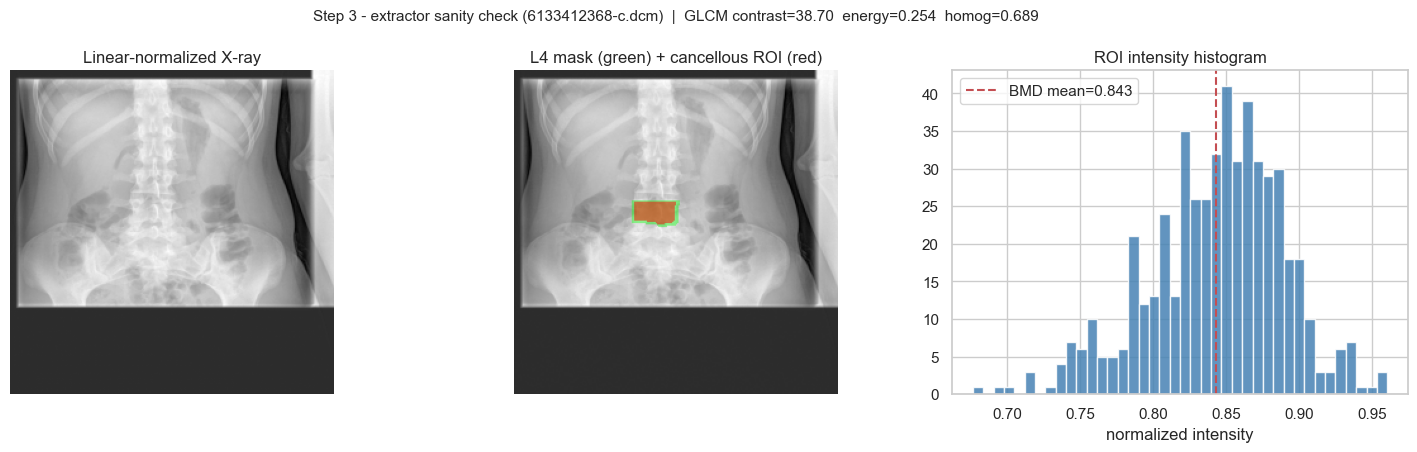 Step 3 - extractor sanity check (6133412368-c.dcm)  |  GLCM contrast=38.70  energy=0.254  homog=0.689
Linear-normalized X-ray
L4 mask (green) + cancellous ROI (red)
ROI intensity histogram
BMD mean=0.843
40
35
30
25
20
15
10
5
0
0.70 0.75 0.80 0.85 0.90 0.95
normalized intensity